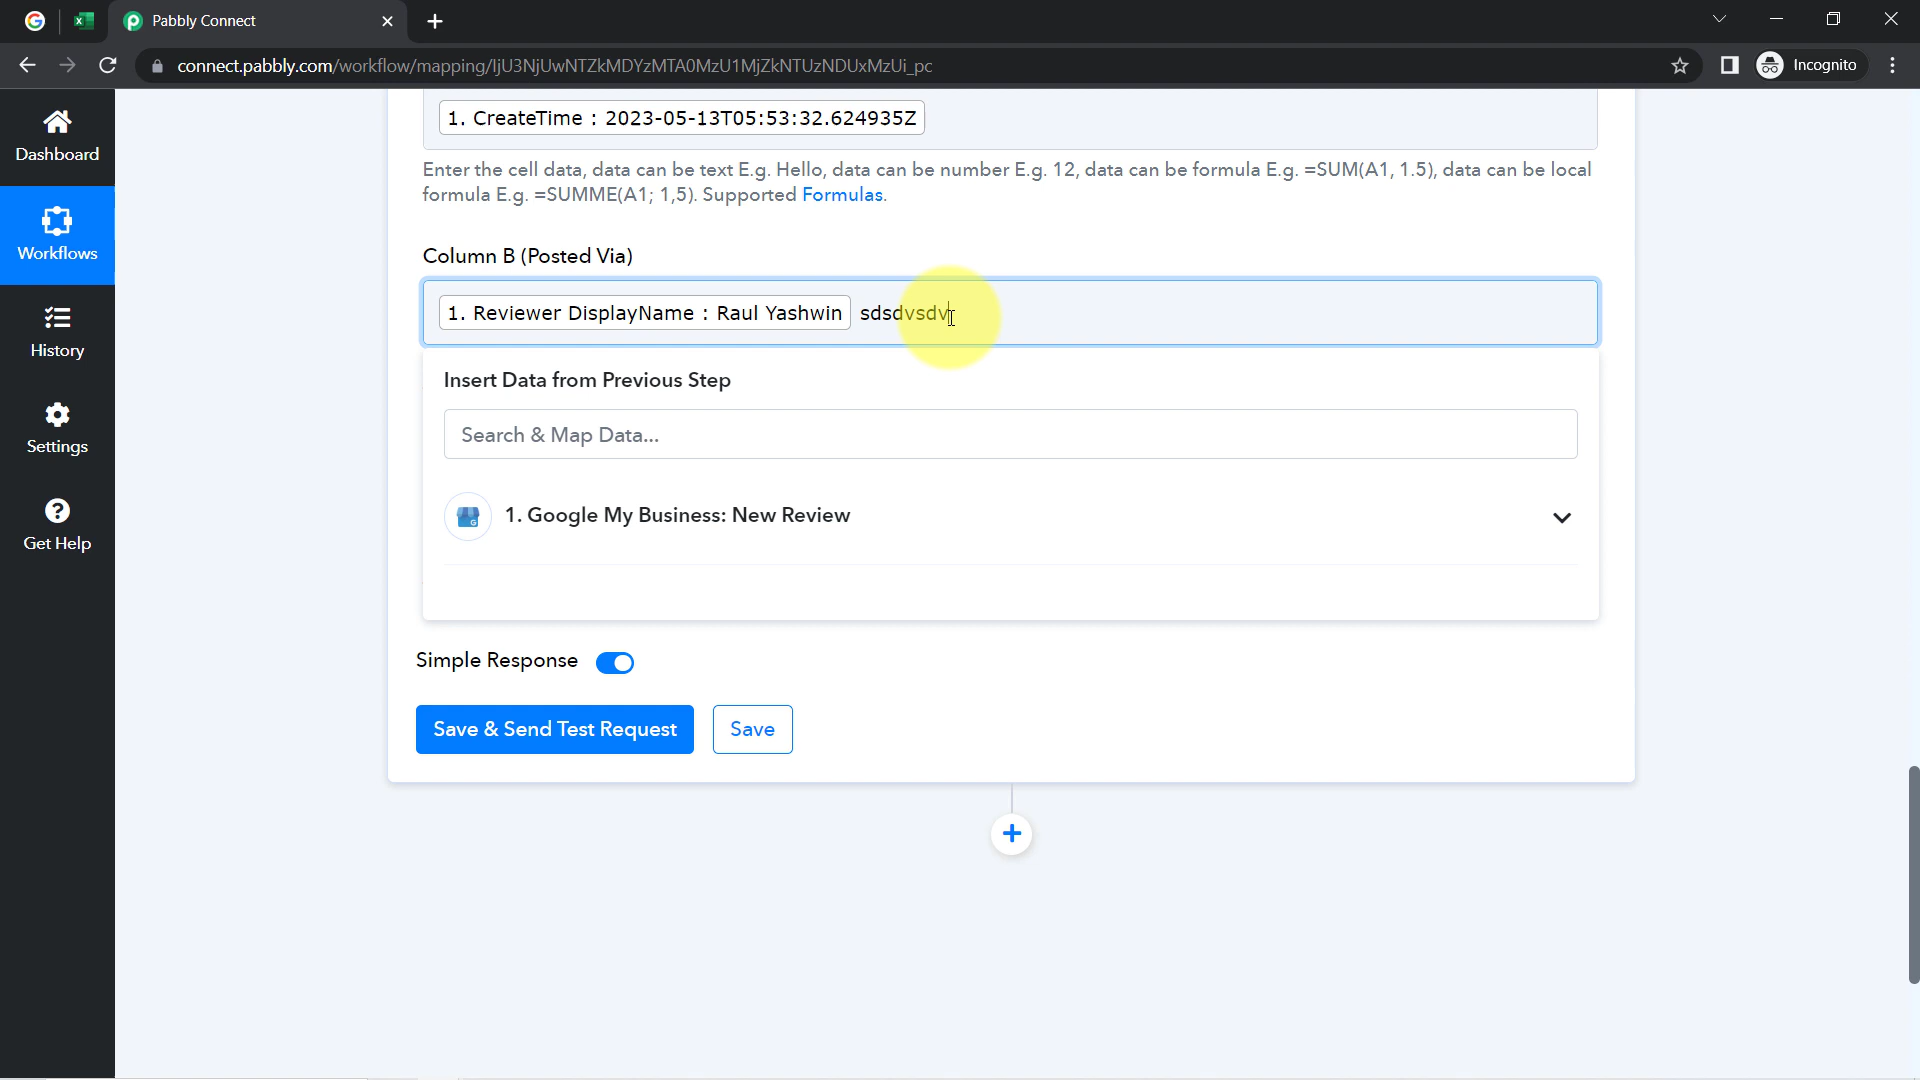 Pabbly Connect
connect.pabbly.com/workflow/mapping/IjU3NjUwNTZkMDYzMTA0MzU1MjZkNTUzNDUxMzUi_pc
Incognito
Dashboard
Workflows
History
Settings
Get Help
1. CreateTime : 2023-05-13T05:53:32.624935Z
Enter the cell data, data can be text E.g. Hello, data can be number E.g. 12, data can be formula E.g. =SUM(A1, 1.5), data can be local
formula E.g. =SUMME(A1; 1,5). Supported Formulas.
Column B (Posted Via)
1. Reviewer DisplayName : Raul Yashwin sdsdvsdv
Insert Data from Previous Step
Search & Map Data...
1. Google My Business: New Review
Simple Response
Save & Send Test Request
Save